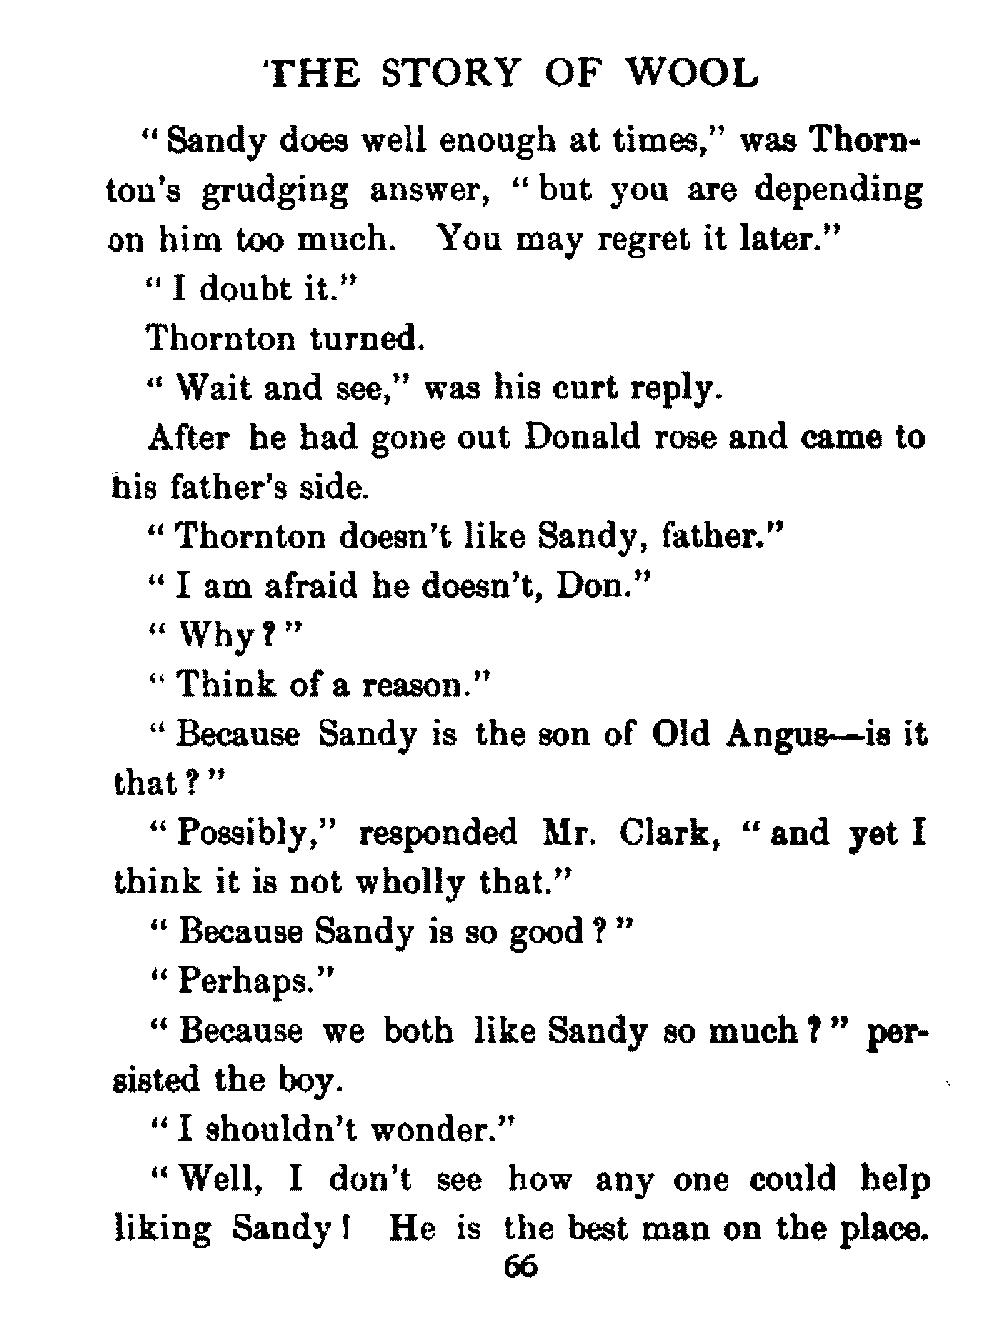 THE STORY OF WOOL
“Sandy does well enough at times,” was Thorn-
ton's grudging answer, “but you are depending
on him too much. You may regret it later.”
“I doubt it.”
Thornton turned.
“Wait and see,” was his curt reply.
After he had gone out Donald rose and came to
his father's side.
“Thornton doesn't like Sandy, father.”
“I am afraid he doesn't, Don.”
“Why?”
“Think of a reason.”
“Because Sandy is the son of Old Angus—is it
that?”
“Possibly,” responded Mr. Clark, “and yet I
think it is not wholly that.”
“Because Sandy is so good?”
“Perhaps.”
“Because we both like Sandy so much?” per-
sisted the boy.
“I shouldn't wonder.”
“Well, I don't see how any one could help
liking Sandy! He is the best man on the place.
66